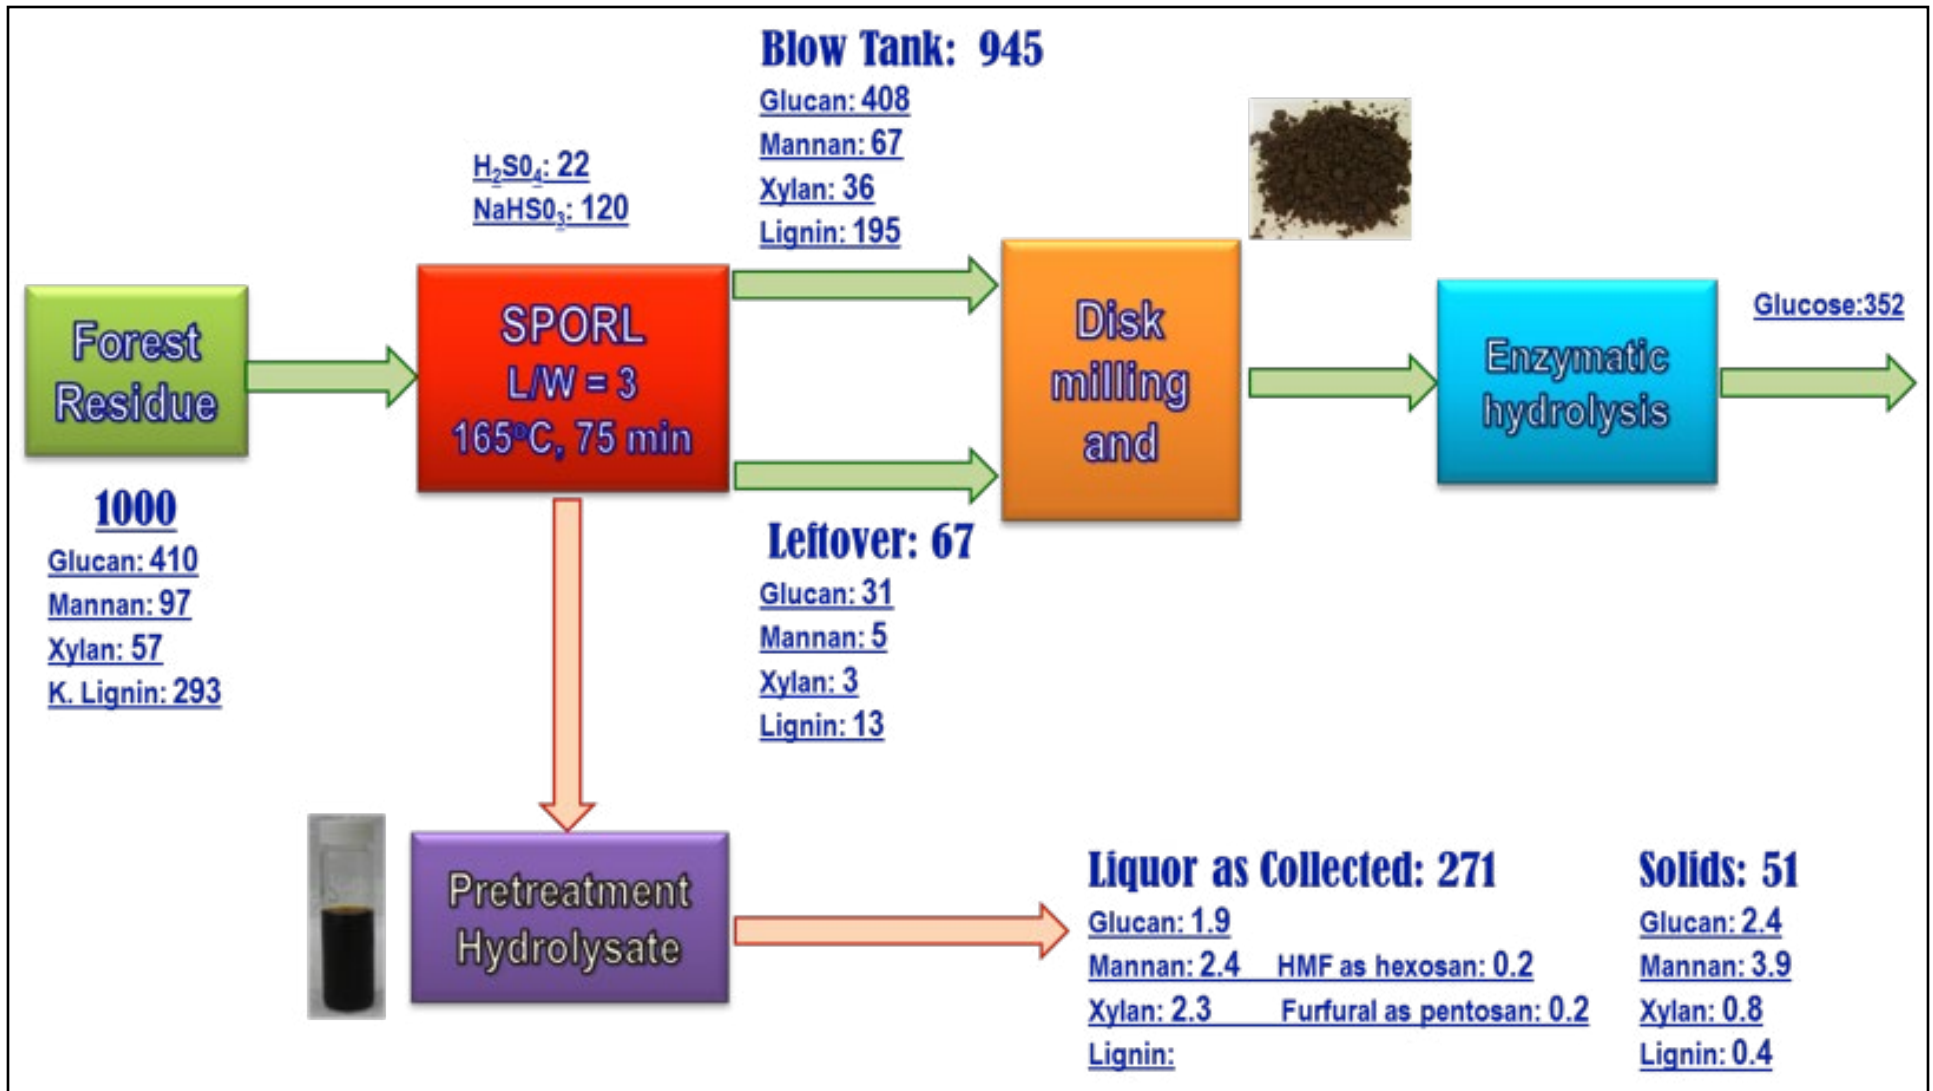 Blow Tank: 945
Glucan: 408
Mannan: 67
Xylan: 36
Lignin: 195
H₂S0₄: 22
NaHS0₃: 120
Forest
Residue
1000
Glucan: 410
Mannan: 97
Xylan: 57
K. Lignin: 293
SPORL
L/W = 3
165°C, 75 min
Disk
milling
and
Enzymatic
hydrolysis
Glucose:352
Leftover: 67
Glucan: 31
Mannan: 5
Xylan: 3
Lignin: 13
Pretreatment
Hydrolysate
Liquor as Collected: 271
Glucan: 1.9
Mannan: 2.4 HMF as hexosan: 0.2
Xylan: 2.3 Furfural as pentosan: 0.2
Lignin:
Solids: 51
Glucan: 2.4
Mannan: 3.9
Xylan: 0.8
Lignin: 0.4